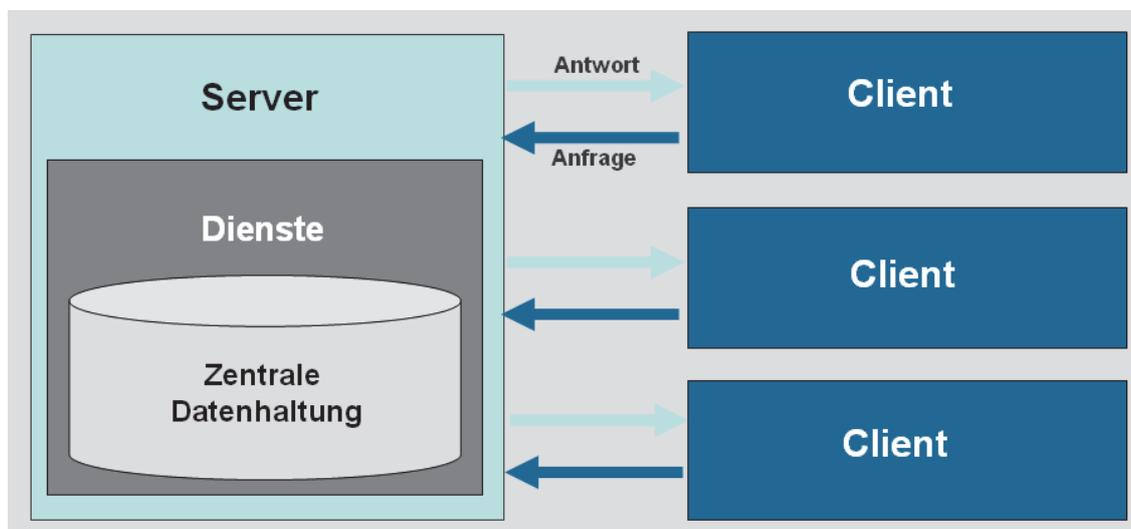 Server
Dienste
Zentrale
Datenhaltung
Antwort
Anfrage
Client
Client
Client